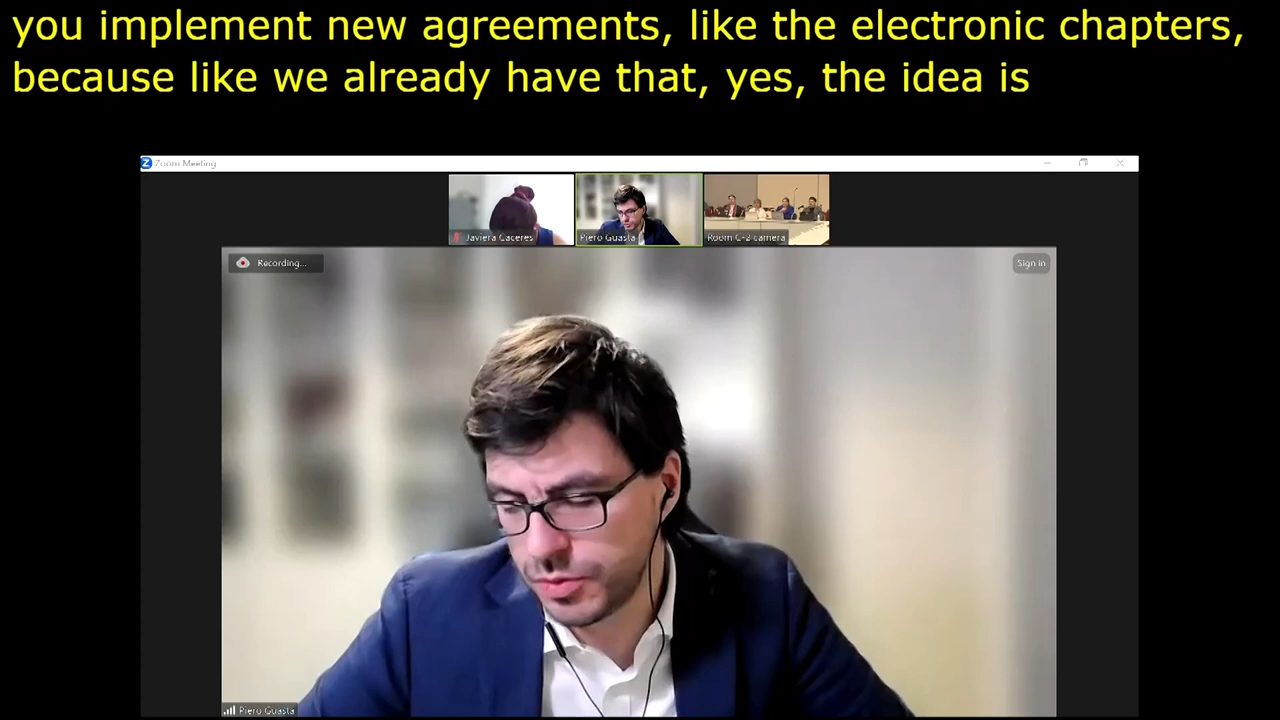 you implement new agreements, like the electronic chapters,
because like we already have that, yes, the idea is
Zoom Meeting
Javiera Caceres
Piero Guasta
Room C-2 camera
Recording...
Sign in
Piero Guasta